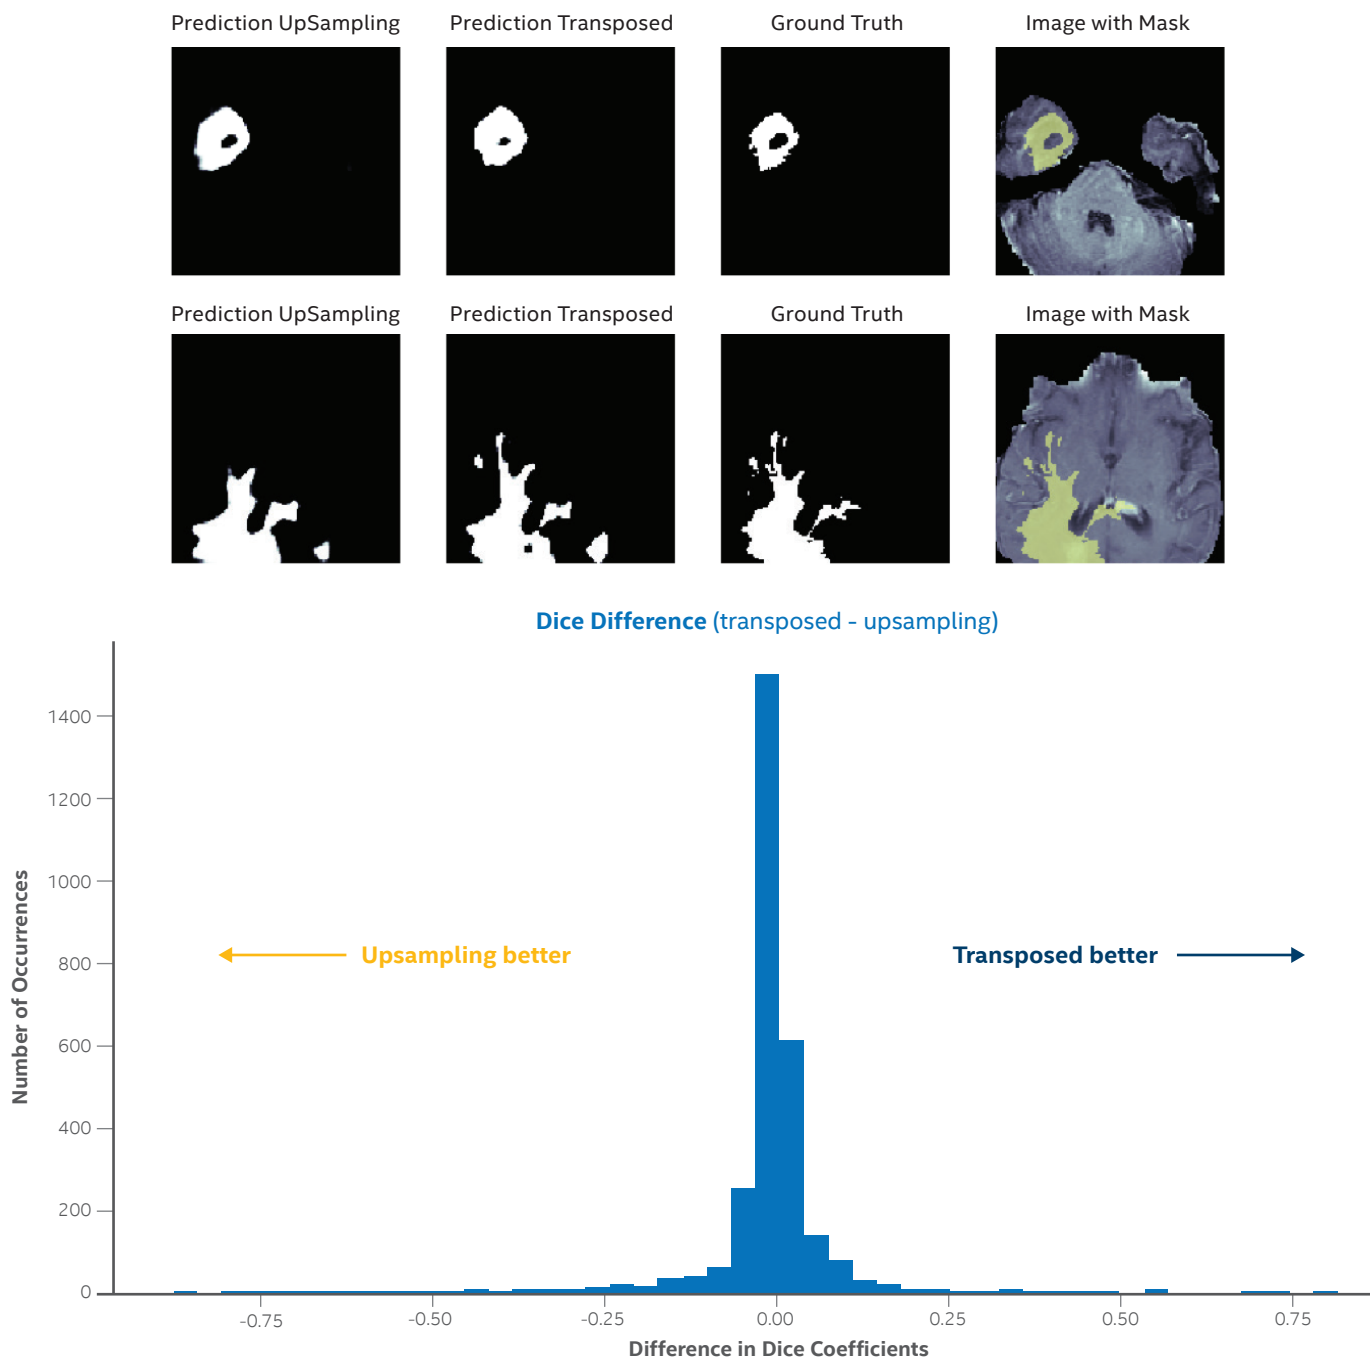 Prediction UpSampling Prediction Transposed Ground Truth Image with Mask
Prediction UpSampling Prediction Transposed Ground Truth Image with Mask
Dice Difference (transposed - upsampling)
Number of Occurrences
1400
1200
1000
800
600
400
200
0
Upsampling better
Transposed better
-0.75 -0.50 -0.25 0.00 0.25 0.50 0.75
Difference in Dice Coefficients